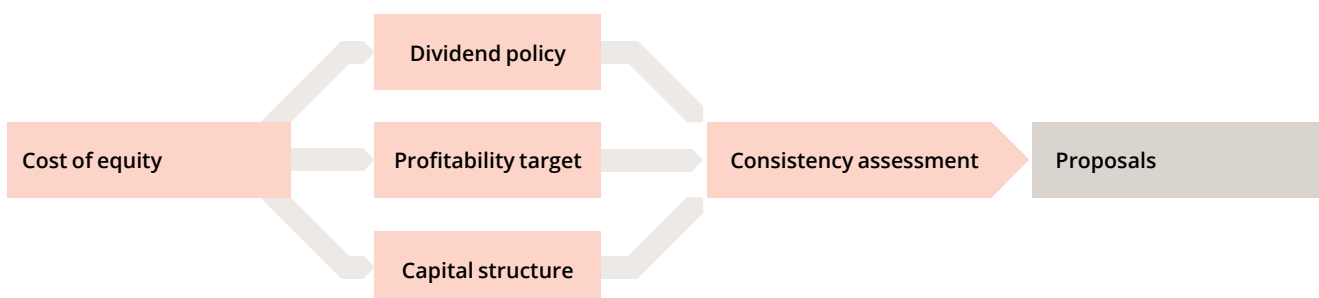 Cost of equity
Dividend policy
Profitability target
Capital structure
Consistency assessment
Proposals